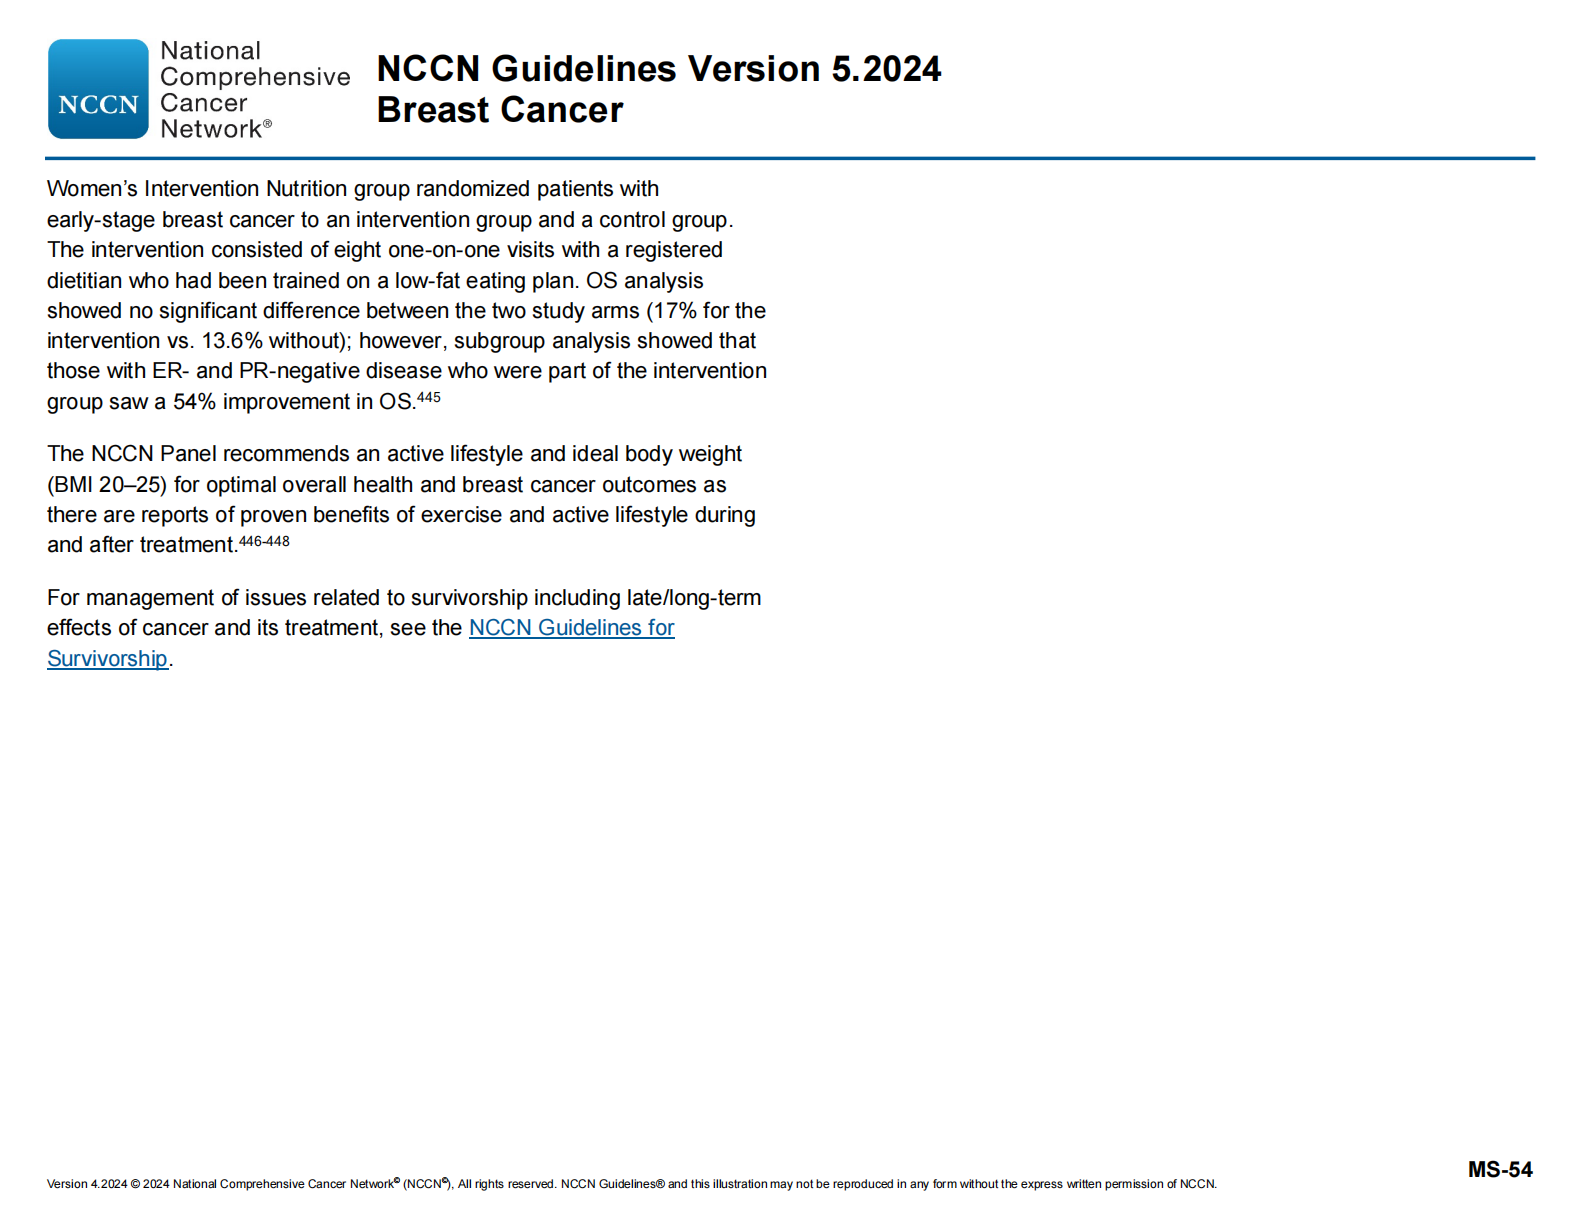 NCCN
National
Comprehensive
Cancer
Network®
NCCN Guidelines Version 5.2024
Breast Cancer
Women’s Intervention Nutrition group randomized patients with
early-stage breast cancer to an intervention group and a control group.
The intervention consisted of eight one-on-one visits with a registered
dietitian who had been trained on a low-fat eating plan. OS analysis
showed no significant difference between the two study arms (17% for the
intervention vs. 13.6% without); however, subgroup analysis showed that
those with ER- and PR-negative disease who were part of the intervention
group saw a 54% improvement in OS.445
The NCCN Panel recommends an active lifestyle and ideal body weight
(BMI 20–25) for optimal overall health and breast cancer outcomes as
there are reports of proven benefits of exercise and active lifestyle during
and after treatment.446-448
For management of issues related to survivorship including late/long-term
effects of cancer and its treatment, see the NCCN Guidelines for
Survivorship.
MS-54
Version 4.2024 © 2024 National Comprehensive Cancer Network© (NCCN©), All rights reserved. NCCN Guidelines® and this illustration may not be reproduced in any form without the express written permission of NCCN.